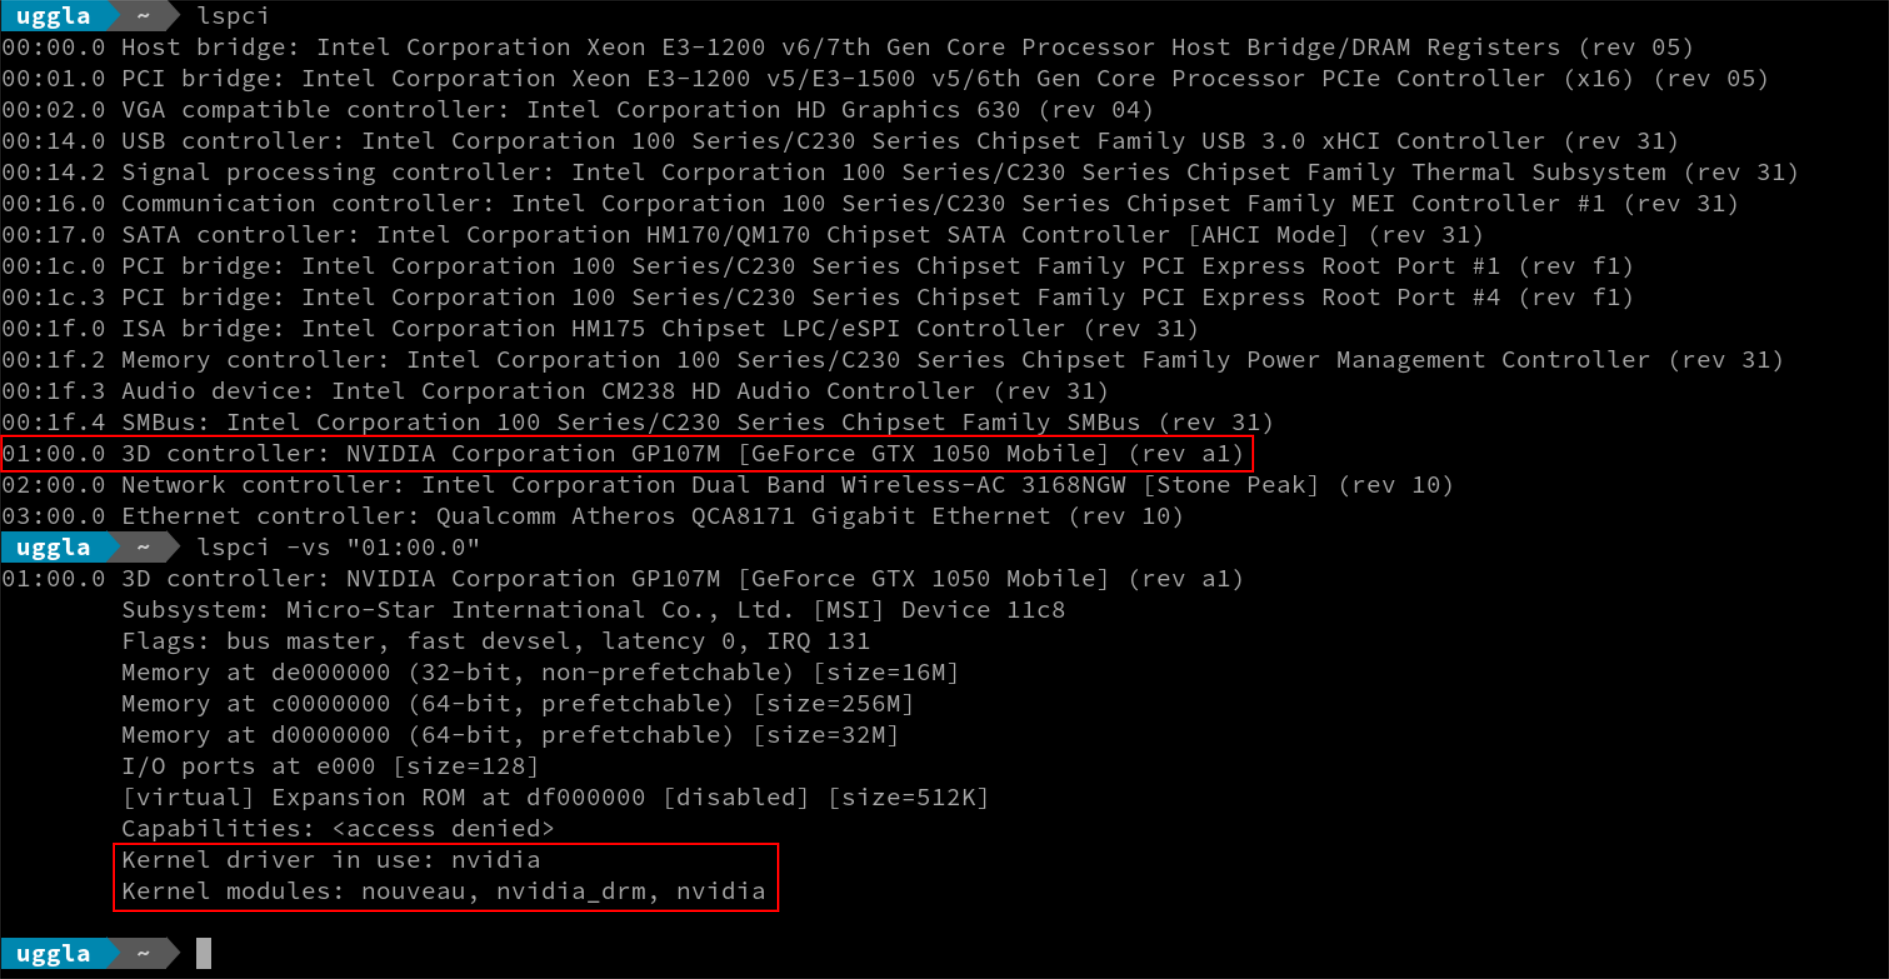 uggla ~ lspci
00:00.0 Host bridge: Intel Corporation Xeon E3-1200 v6/7th Gen Core Processor Host Bridge/DRAM Registers (rev 05)
00:01.0 PCI bridge: Intel Corporation Xeon E3-1200 v5/E3-1500 v5/6th Gen Core Processor PCIe Controller (x16) (rev 05)
00:02.0 VGA compatible controller: Intel Corporation HD Graphics 630 (rev 04)
00:14.0 USB controller: Intel Corporation 100 Series/C230 Series Chipset Family USB 3.0 xHCI Controller (rev 31)
00:14.2 Signal processing controller: Intel Corporation 100 Series/C230 Series Chipset Family Thermal Subsystem (rev 31)
00:16.0 Communication controller: Intel Corporation 100 Series/C230 Series Chipset Family MEI Controller #1 (rev 31)
00:17.0 SATA controller: Intel Corporation HM170/QM170 Chipset SATA Controller [AHCI Mode] (rev 31)
00:1c.0 PCI bridge: Intel Corporation 100 Series/C230 Series Chipset Family PCI Express Root Port #1 (rev f1)
00:1c.3 PCI bridge: Intel Corporation 100 Series/C230 Series Chipset Family PCI Express Root Port #4 (rev f1)
00:1f.0 ISA bridge: Intel Corporation HM175 Chipset LPC/eSPI Controller (rev 31)
00:1f.2 Memory controller: Intel Corporation 100 Series/C230 Series Chipset Family Power Management Controller (rev 31)
00:1f.3 Audio device: Intel Corporation CM238 HD Audio Controller (rev 31)
00:1f.4 SMBus: Intel Corporation 100 Series/C230 Series Chipset Family SMBus (rev 31)
01:00.0 3D controller: NVIDIA Corporation GP107M [GeForce GTX 1050 Mobile] (rev a1)
02:00.0 Network controller: Intel Corporation Dual Band Wireless-AC 3168NGW [Stone Peak] (rev 10)
03:00.0 Ethernet controller: Qualcomm Atheros QCA8171 Gigabit Ethernet (rev 10)
uggla ~ lspci -vs "01:00.0"
01:00.0 3D controller: NVIDIA Corporation GP107M [GeForce GTX 1050 Mobile] (rev a1)
Subsystem: Micro-Star International Co., Ltd. [MSI] Device 11c8
Flags: bus master, fast devsel, latency 0, IRQ 131
Memory at de000000 (32-bit, non-prefetchable) [size=16M]
Memory at c0000000 (64-bit, prefetchable) [size=256M]
Memory at d0000000 (64-bit, prefetchable) [size=32M]
I/O ports at e000 [size=128]
[virtual] Expansion ROM at df000000 [disabled] [size=512K]
Capabilities: <access denied>
Kernel driver in use: nvidia
Kernel modules: nouveau, nvidia_drm, nvidia
uggla ~